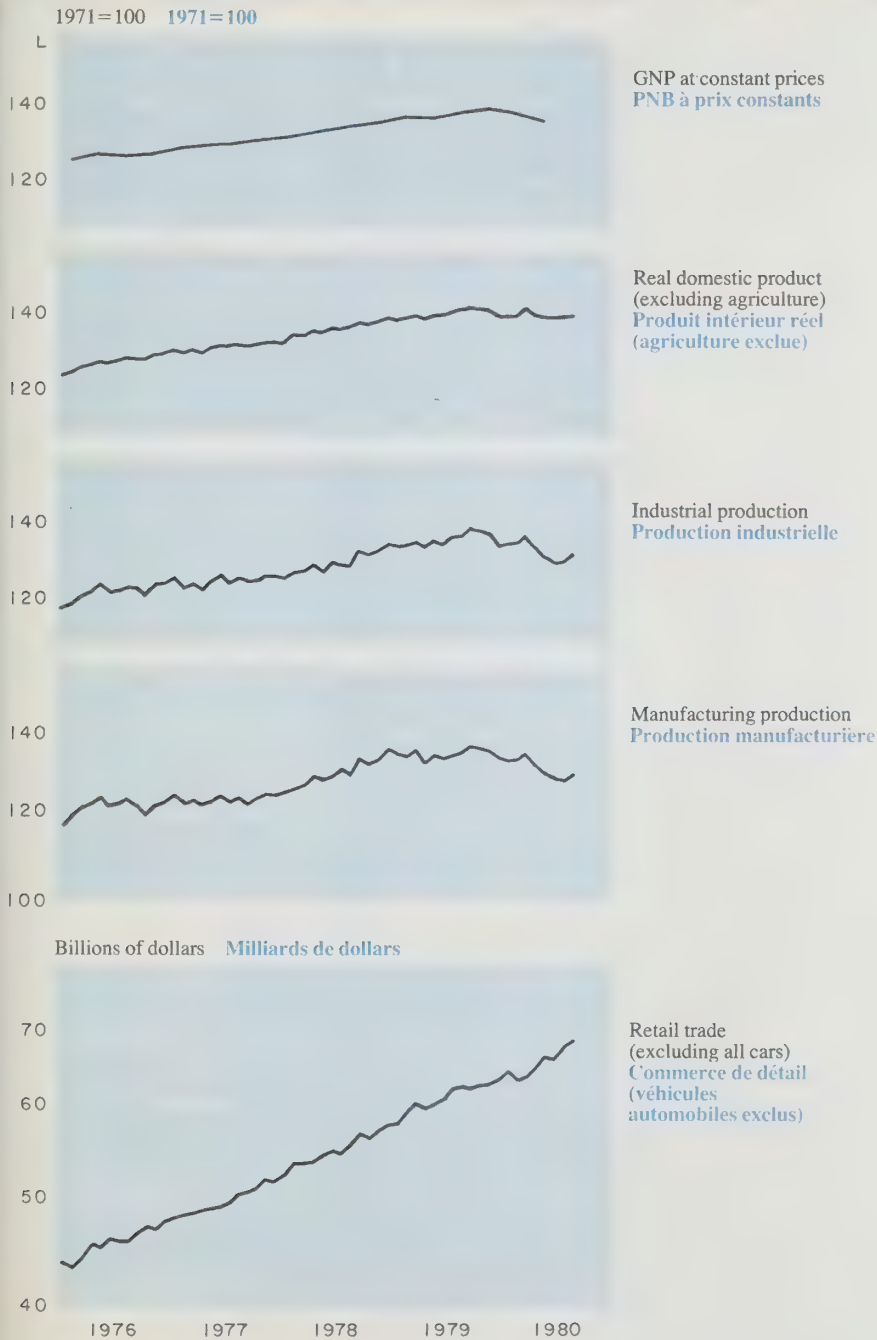 1971=100 1971=100
L
140
120
GNP at constant prices
PNB à prix constants
140
120
Real domestic product
(excluding agriculture)
Produit intérieur réel
(agriculture exclue)
140
120
Industrial production
Production industrielle
140
120
100
Manufacturing production
Production manufacturière
Billions of dollars Milliards de dollars
70
60
50
40
Retail trade
(excluding all cars)
Commerce de détail
(véhicules
automobiles exclus)
1976 1977 1978 1979 1980